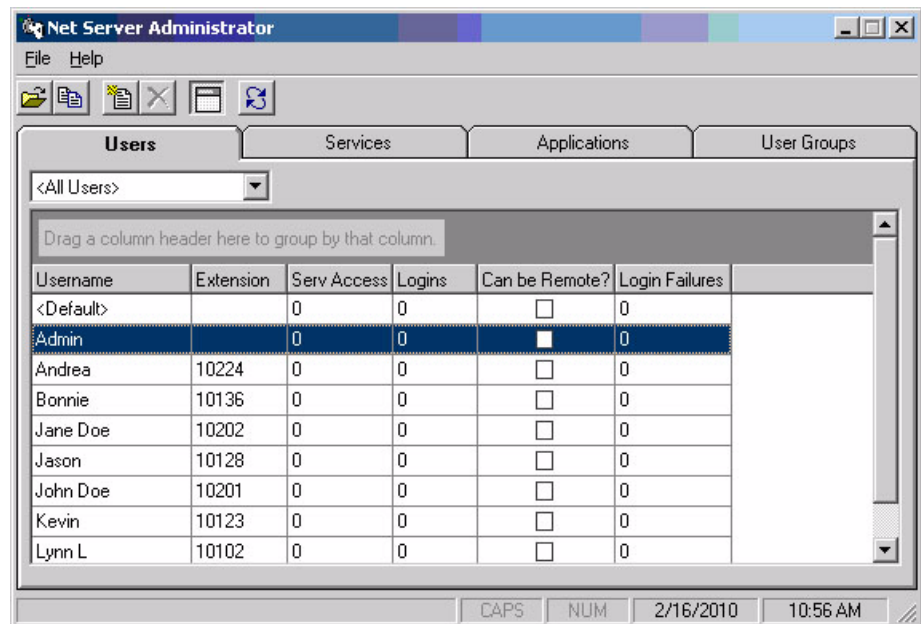 Net Server Administrator
File Help
Users Services Applications User Groups
<All Users>
Drag a column header here to group by that column.
Username Extension Serv Access Logins Can be Remote? Login Failures
<Default> 0 0 0
Admin 0 0 0
Andrea 10224 0 0 0
Bonnie 10136 0 0 0
Jane Doe 10202 0 0 0
Jason 10128 0 0 0
John Doe 10201 0 0 0
Kevin 10123 0 0 0
Lynn L 10102 0 0 0
CAPS NUM 2/16/2010 10:56 AM